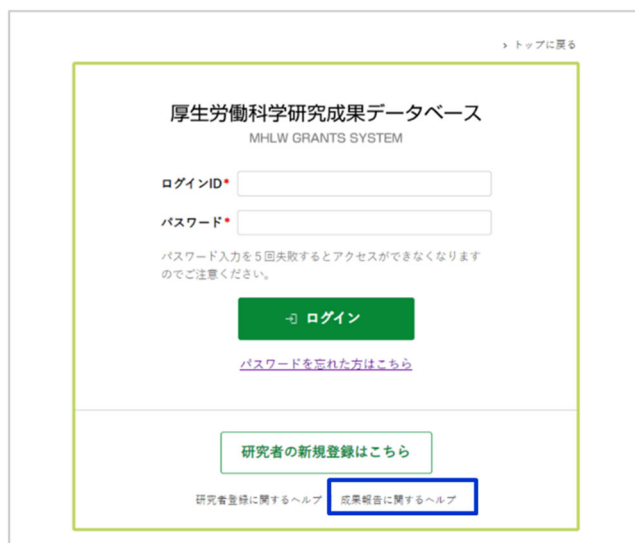 › トップに戻る
厚生労働科学研究成果データベース
MHLW GRANTS SYSTEM
ログインID*
パスワード*
パスワード入力を5回失敗するとアクセスができなくなります
のでご注意ください。
ログイン
パスワードを忘れた方はこちら
研究者の新規登録はこちら
研究者登録に関するヘルプ 成果報告に関するヘルプ